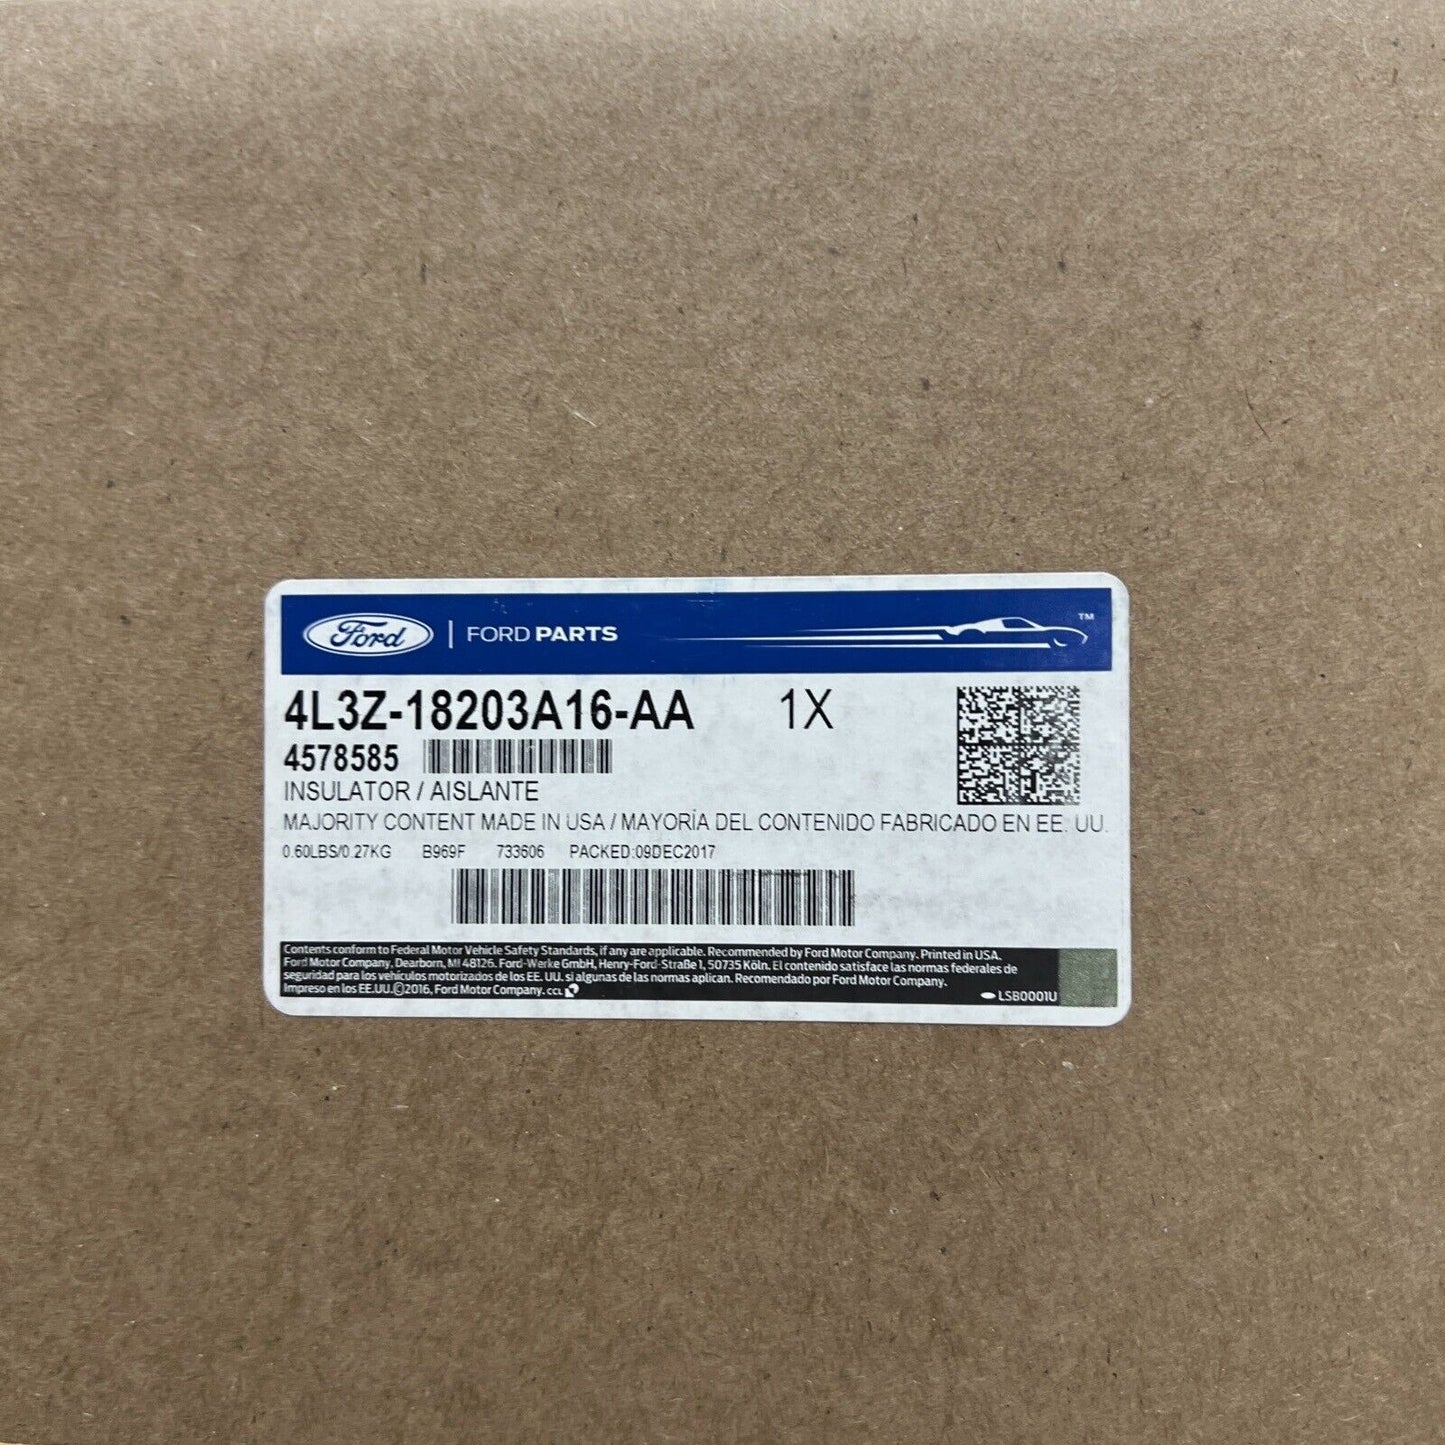 Ford | FORD PARTS ™
4L3Z-18203A16-AA 1X
4578585
INSULATOR / AISLANTE
MAJORITY CONTENT MADE IN USA / MAYORÍA DEL CONTENIDO FABRICADO EN EE. UU.
0.60LBS/0.27KG B969F 733606 PACKED:09DEC2017
Contents conform to Federal Motor Vehicle Safety Standards, if any are applicable. Recommended by Ford Motor Company. Printed in USA.
Ford Motor Company, Dearborn, MI 48126. Ford-Werke GmbH, Henry-Ford-Straße 1, 50735 Köln. El contenido satisface las normas federales de
seguridad para los vehículos motorizados de los EE. UU. si algunas de las normas aplican. Recomendado por Ford Motor Company.
Impreso en los EE.UU.©2016, Ford Motor Company. CCL
LSB0001U